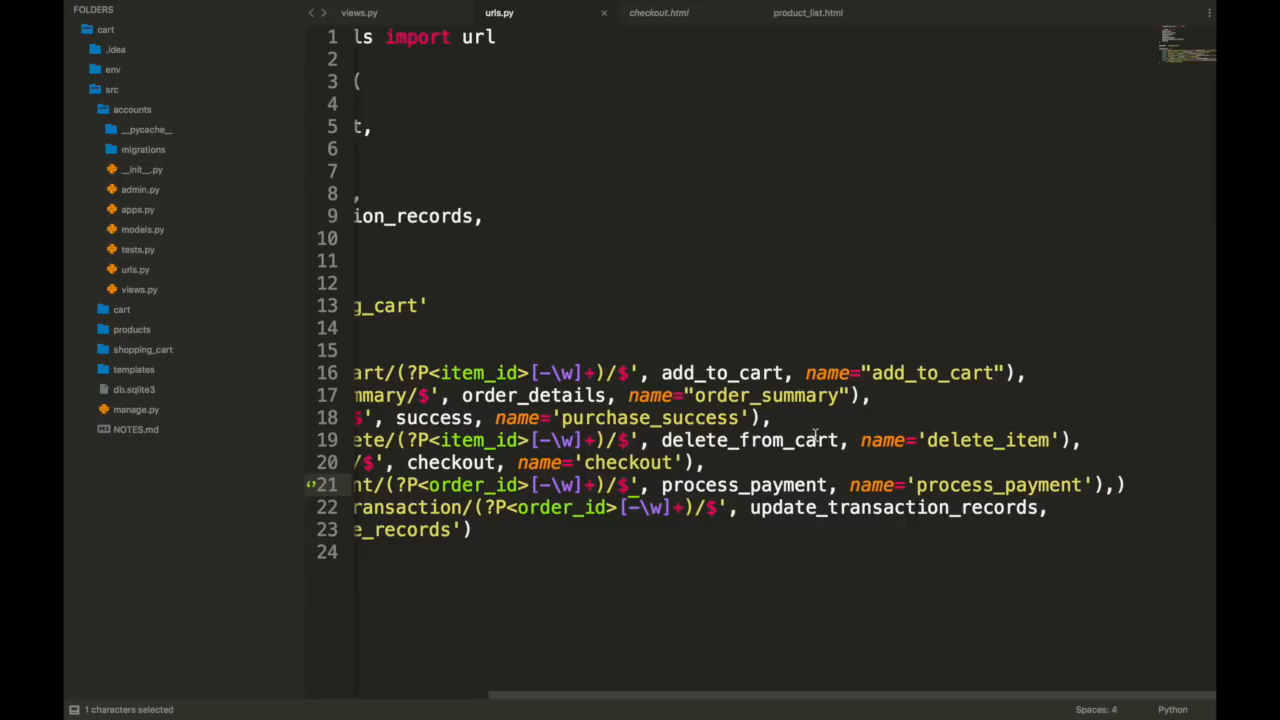 FOLDERS
cart
.idea
env
src
accounts
__pycache__
migrations
__init__.py
admin.py
apps.py
models.py
tests.py
urls.py
views.py
cart
products
shopping_cart
templates
db.sqlite3
manage.py
NOTES.md
views.py urls.py × checkout.html product_list.html
1 ls import url
2
3 (
4
5 t,
6
7
8 ,
9 ion_records,
10
11
12
13 g_cart'
14
15
16 art/(?P<item_id>[-\w]+)/$', add_to_cart, name="add_to_cart"),
17 mmary/$', order_details, name="order_summary"),
18 $', success, name='purchase_success'),
19 ete/(?P<item_id>[-\w]+)/$', delete_from_cart, name='delete_item'),
20 /$', checkout, name='checkout'),
21 nt/(?P<order_id>[-\w]+)/$', process_payment, name='process_payment'),)
22 ransaction/(?P<order_id>[-\w]+)/$', update_transaction_records,
23 e_records')
24
1 characters selected Spaces: 4 Python